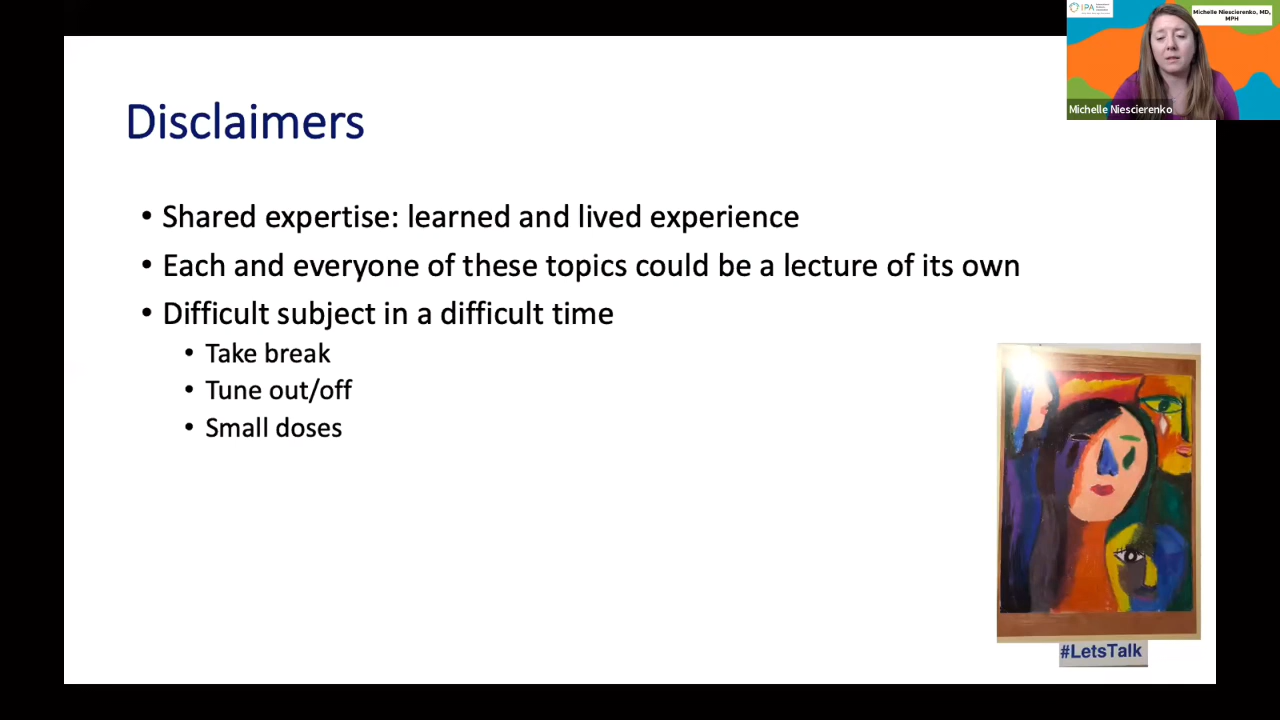 Disclaimers
• Shared expertise: learned and lived experience
• Each and everyone of these topics could be a lecture of its own
• Difficult subject in a difficult time
• Take break
• Tune out/off
• Small doses
#LetsTalk
IPA
Michelle Niescierenko, MD,
MPH
Michelle Niescierenko